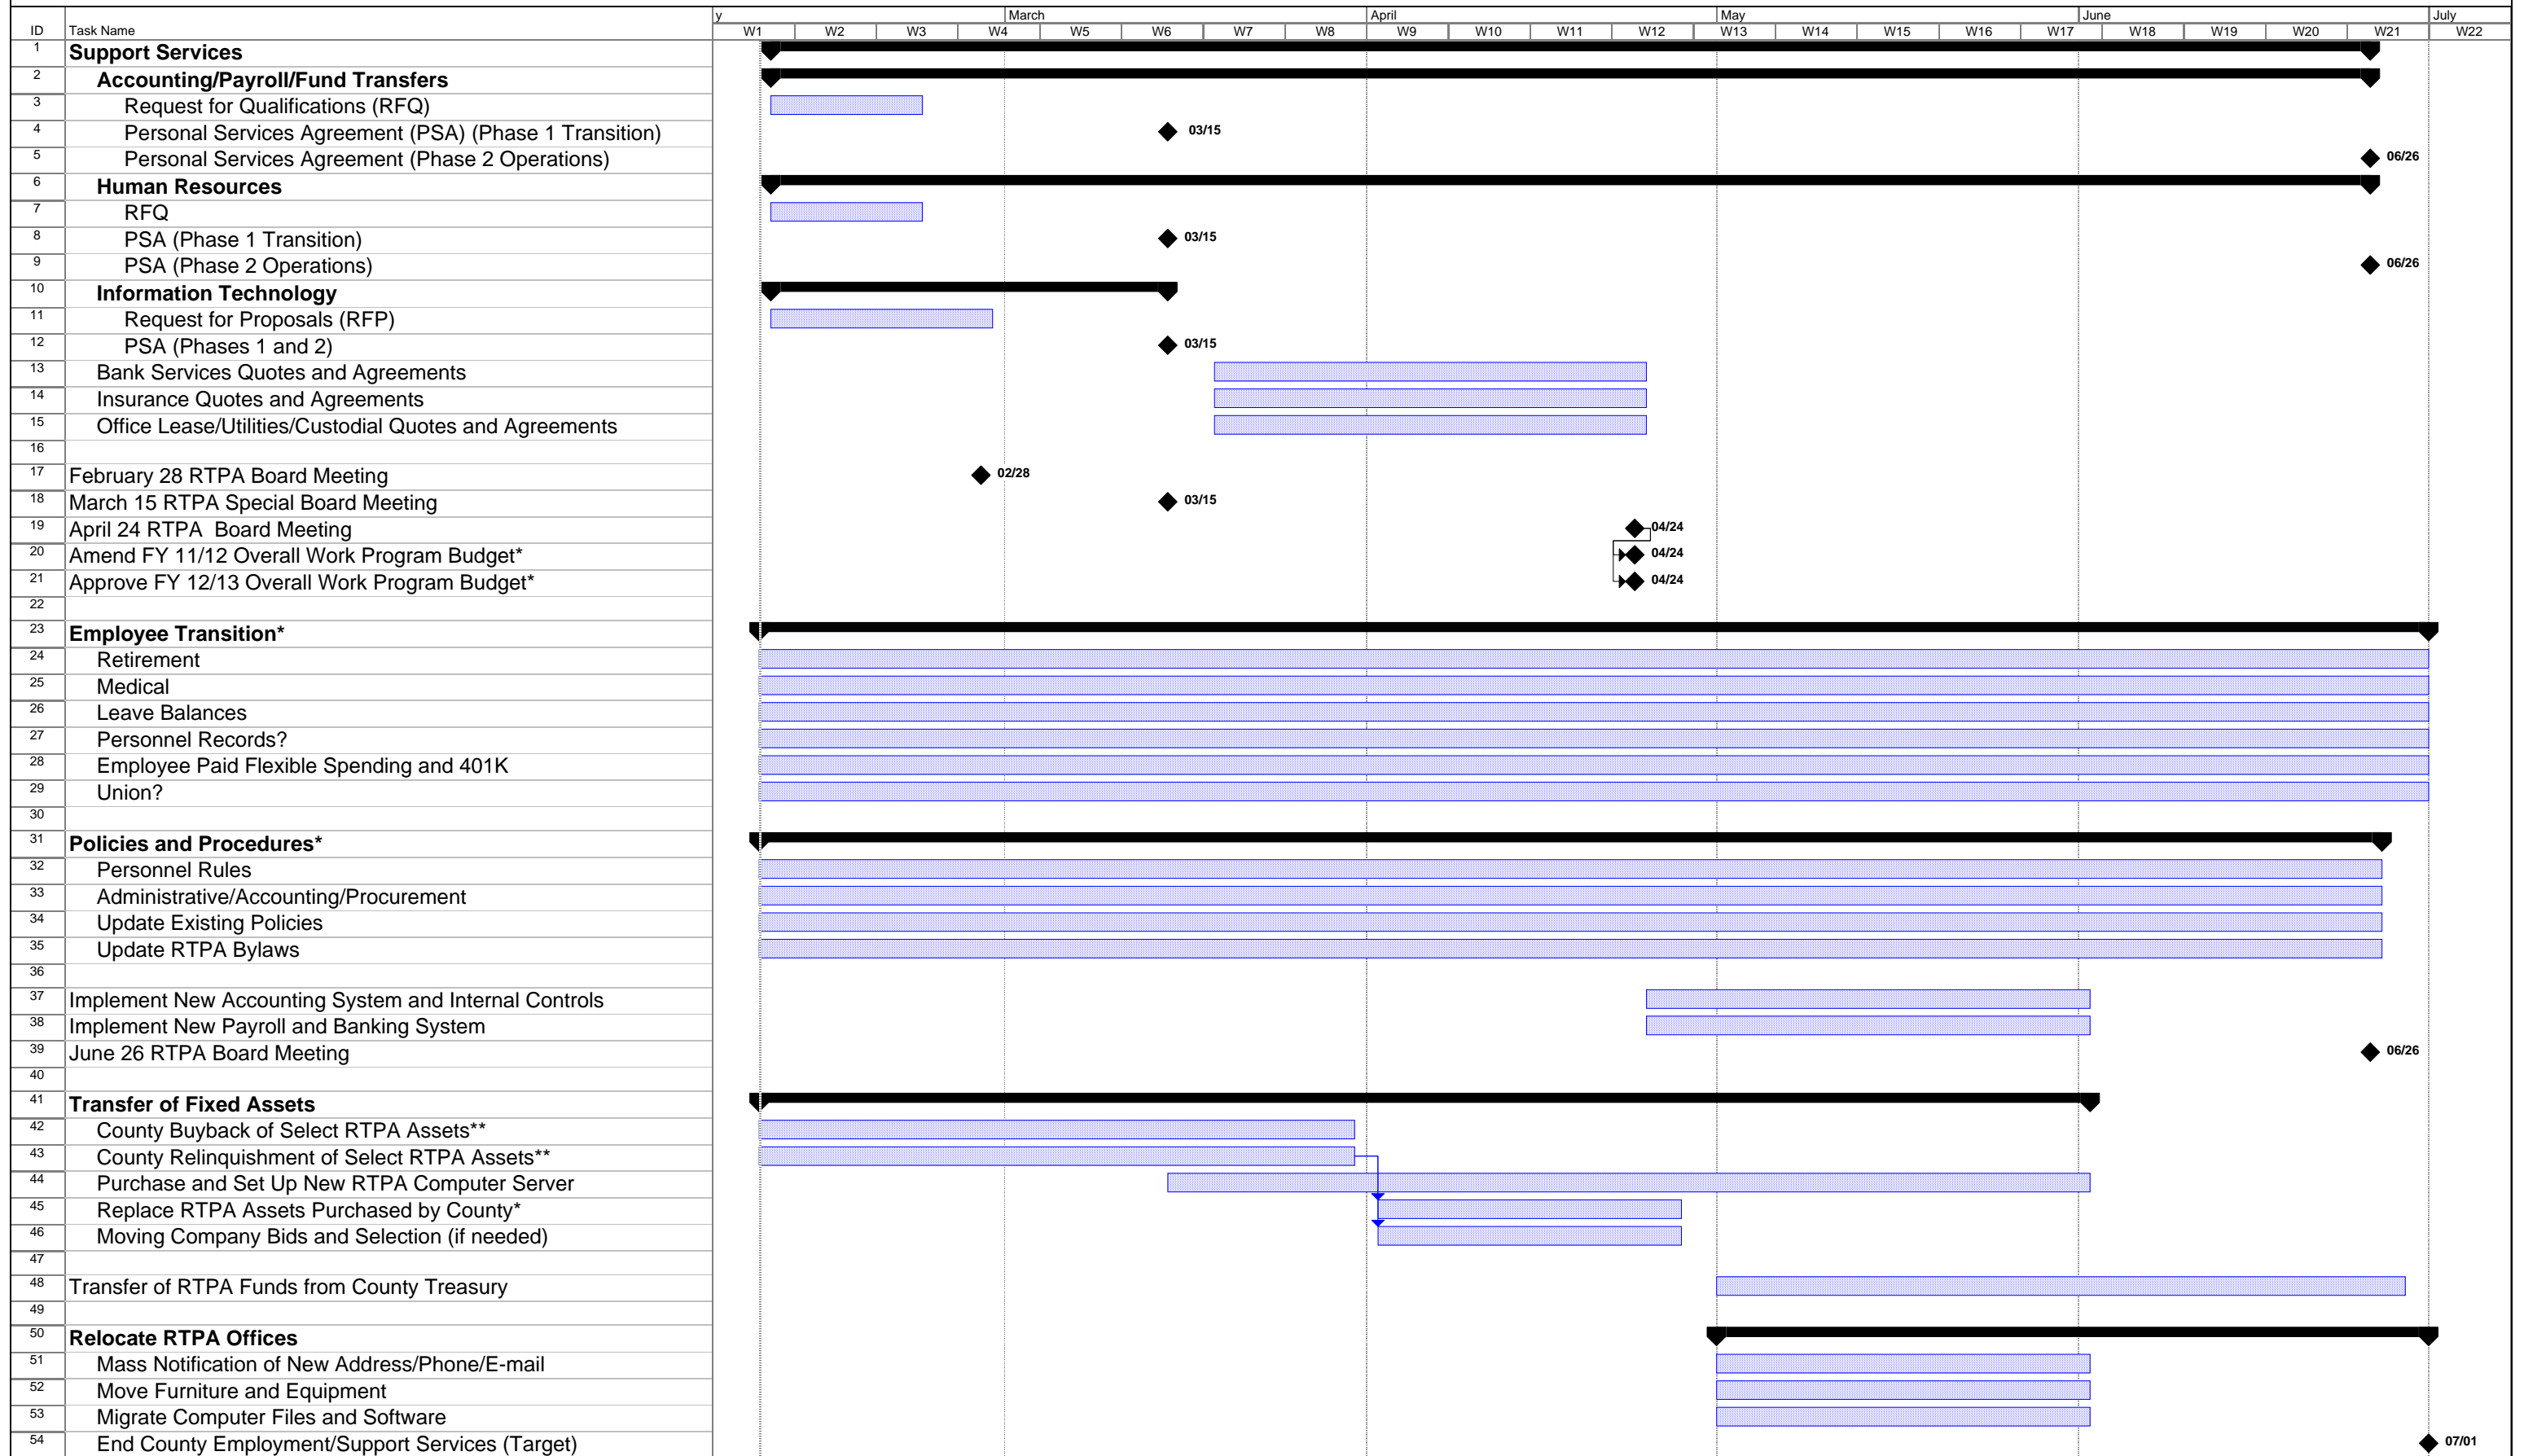 y March April May June July
ID Task Name W1 W2 W3 W4 W5 W6 W7 W8 W9 W10 W11 W12 W13 W14 W15 W16 W17 W18 W19 W20 W21 W22
1 Support Services
2 Accounting/Payroll/Fund Transfers
3 Request for Qualifications (RFQ)
4 Personal Services Agreement (PSA) (Phase 1 Transition) 03/15
5 Personal Services Agreement (Phase 2 Operations) 06/26
6 Human Resources
7 RFQ
8 PSA (Phase 1 Transition) 03/15
9 PSA (Phase 2 Operations) 06/26
10 Information Technology
11 Request for Proposals (RFP)
12 PSA (Phases 1 and 2) 03/15
13 Bank Services Quotes and Agreements
14 Insurance Quotes and Agreements
15 Office Lease/Utilities/Custodial Quotes and Agreements
16
17 February 28 RTPA Board Meeting 02/28
18 March 15 RTPA Special Board Meeting 03/15
19 April 24 RTPA Board Meeting 04/24
20 Amend FY 11/12 Overall Work Program Budget* 04/24
21 Approve FY 12/13 Overall Work Program Budget* 04/24
22
23 Employee Transition*
24 Retirement
25 Medical
26 Leave Balances
27 Personnel Records?
28 Employee Paid Flexible Spending and 401K
29 Union?
30
31 Policies and Procedures*
32 Personnel Rules
33 Administrative/Accounting/Procurement
34 Update Existing Policies
35 Update RTPA Bylaws
36
37 Implement New Accounting System and Internal Controls
38 Implement New Payroll and Banking System
39 June 26 RTPA Board Meeting 06/26
40
41 Transfer of Fixed Assets
42 County Buyback of Select RTPA Assets**
43 County Relinquishment of Select RTPA Assets**
44 Purchase and Set Up New RTPA Computer Server
45 Replace RTPA Assets Purchased by County*
46 Moving Company Bids and Selection (if needed)
47
48 Transfer of RTPA Funds from County Treasury
49
50 Relocate RTPA Offices
51 Mass Notification of New Address/Phone/E-mail
52 Move Furniture and Equipment
53 Migrate Computer Files and Software
54 End County Employment/Support Services (Target) 07/01